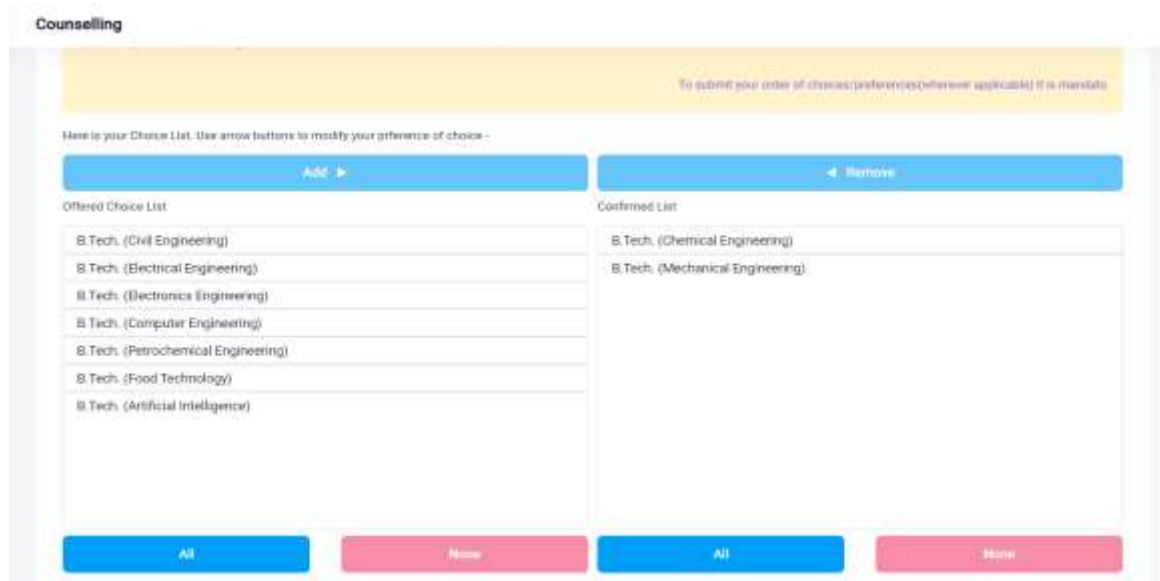 Counselling
To submit your order of choices/preferences(wherever applicable) it is mandato
Here is your Choice List. Use arrow buttons to modify your prference of choice -
Add ►
◄ Remove
Offered Choice List
Confirmed List
B.Tech. (Civil Engineering)
B.Tech. (Electrical Engineering)
B.Tech. (Electronics Engineering)
B.Tech. (Computer Engineering)
B.Tech. (Petrochemical Engineering)
B.Tech. (Food Technology)
B.Tech. (Artificial Intelligence)
B.Tech. (Chemical Engineering)
B.Tech. (Mechanical Engineering)
All
None
All
None